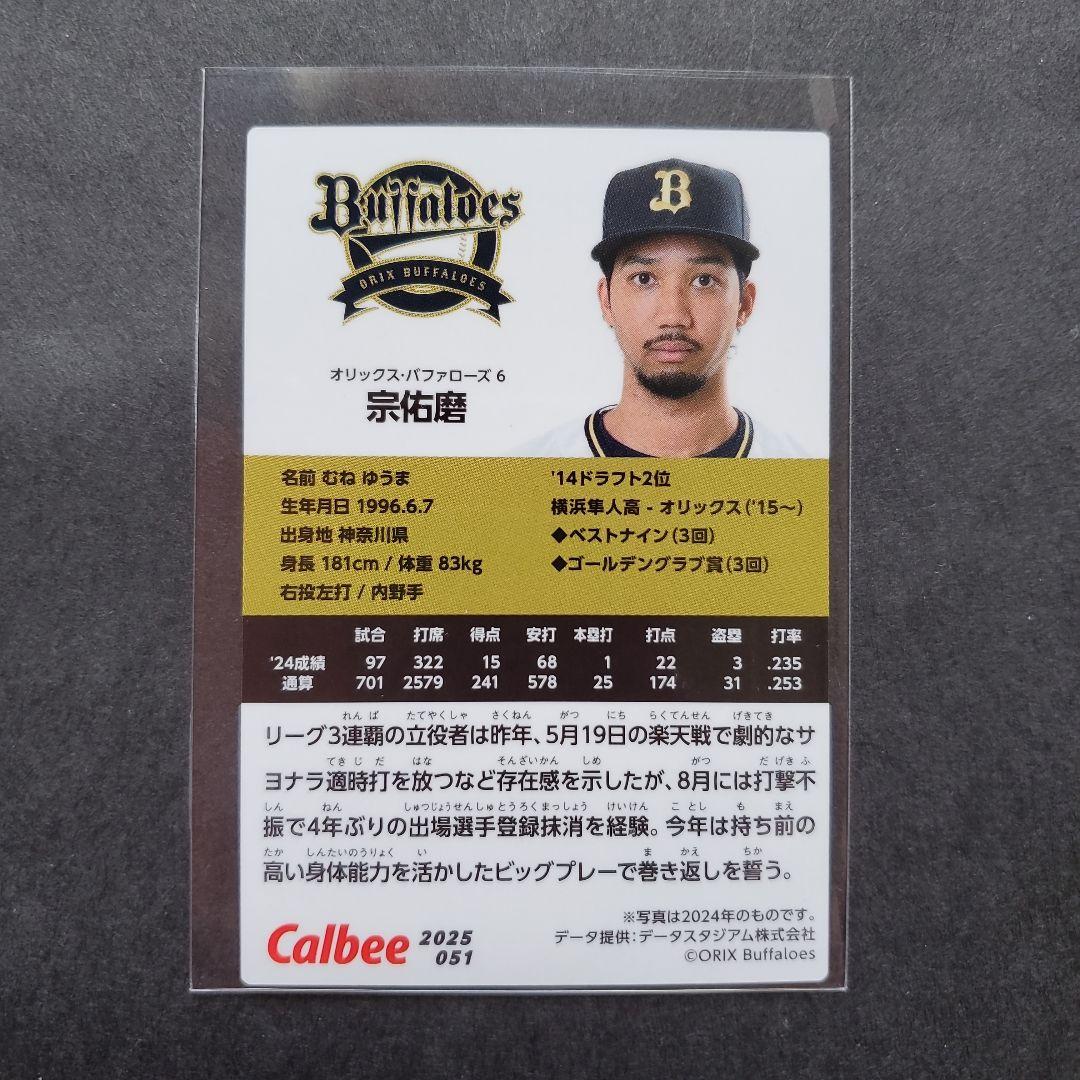 Buffaloes
ORIX BUFFALOES
B
オリックス・バファローズ 6
宗佑磨
名前 むね ゆうま
生年月日 1996.6.7
出身地 神奈川県
身長 181cm / 体重 83kg
右投左打 / 内野手
'14ドラフト2位
横浜隼人高 - オリックス('15~)
◆ベストナイン(3回)
◆ゴールデングラブ賞(3回)
試合 打席 得点 安打 本塁打 打点 盗塁 打率
'24成績 97 322 15 68 1 22 3 .235
通算 701 2579 241 578 25 174 31 .253
れんぱ たてやくしゃ さくねん がつ にち らくてんせん げきてき
リーグ3連覇の立役者は昨年、5月19日の楽天戦で劇的なサ
てきじだ はな そんざいかん しめ がつ だげきふ
ヨナラ適時打を放つなど存在感を示したが、8月には打撃不
しん ねん しゅつじょうせんしゅとうろくまっしょう けいけん ことし も まえ
振で4年ぶりの出場選手登録抹消を経験。今年は持ち前の
たか しんたいのうりょく い ま かえ ちか
高い身体能力を活かしたビッグプレーで巻き返しを誓う。
※写真は2024年のものです。
データ提供:データスタジアム株式会社
©ORIX Buffaloes
Calbee 2025
051